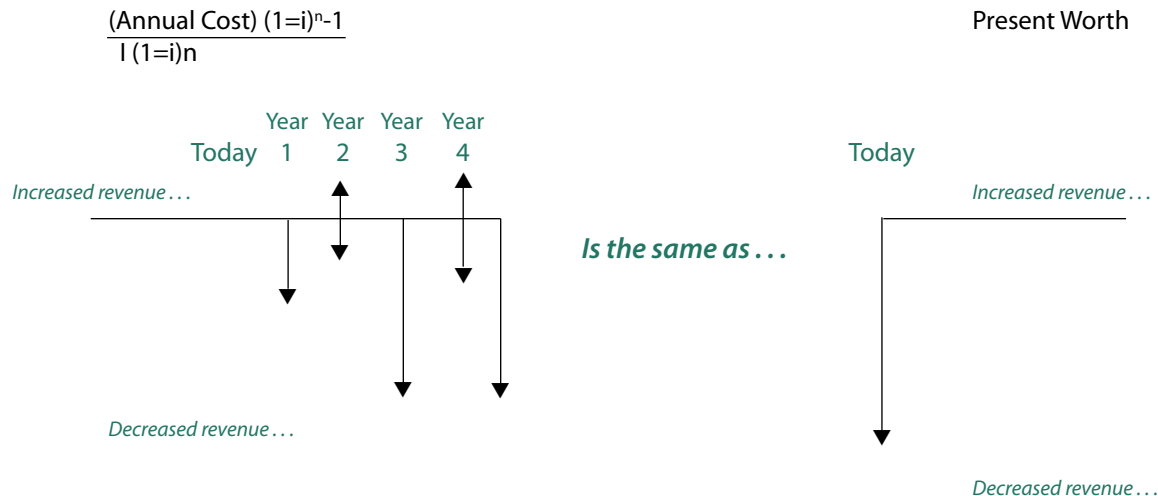 (Annual Cost) (1=i)ⁿ-1
I (1=i)n
Present Worth
Year Year Year Year
Today 1 2 3 4
Today
Increased revenue . . .
Increased revenue . . .
Is the same as . . .
Decreased revenue . . .
Decreased revenue . . .